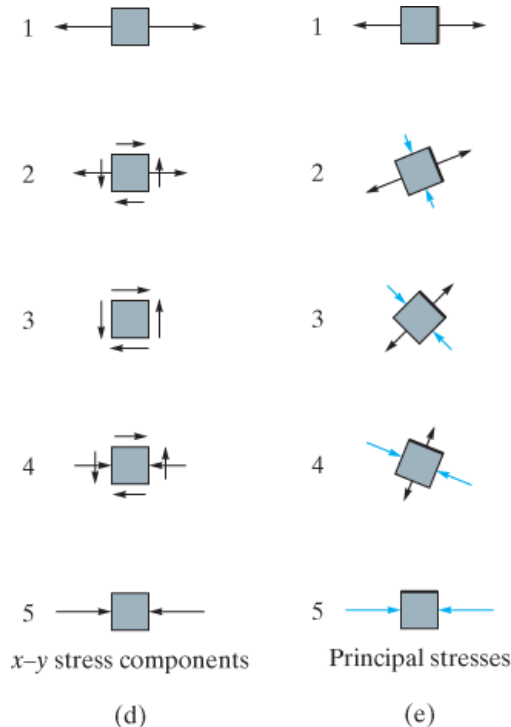 1 1
2 2
3 3
4 4
5 5
x–y stress components Principal stresses
(d) (e)